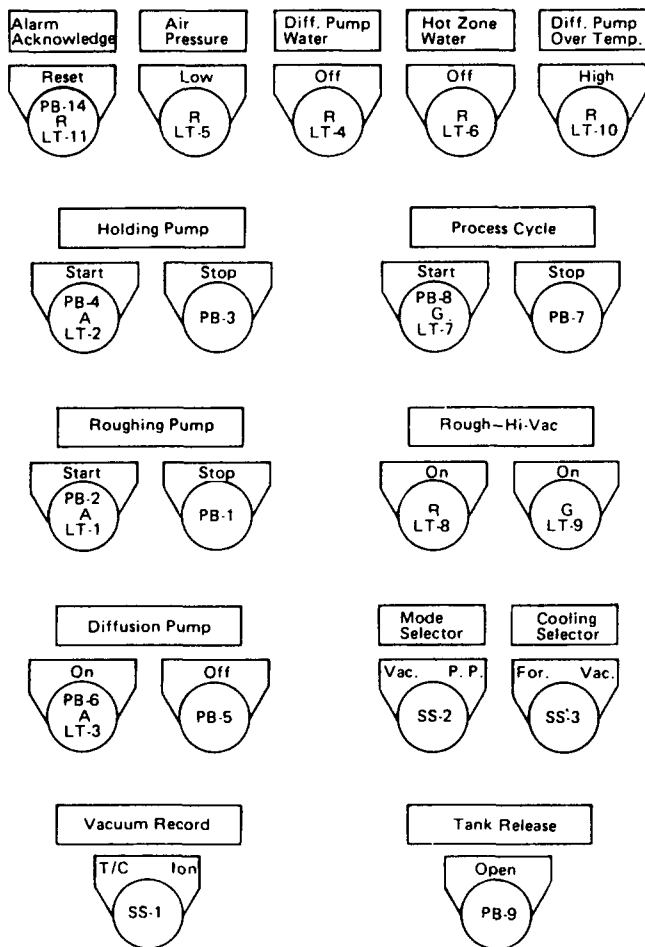 Alarm
Acknowledge
Air
Pressure
Diff. Pump
Water
Hot Zone
Water
Diff. Pump
Over Temp.
Reset
PB-14
R
LT-11
Low
R
LT-5
Off
R
LT-4
Off
R
LT-6
High
R
LT-10
Holding Pump
Start
PB-4
A
LT-2
Stop
PB-3
Process Cycle
Start
PB-8
G.
LT-7
Stop
PB-7
Roughing Pump
Start
PB-2
A
LT-1
Stop
PB-1
Rough-Hi-Vac
On
R
LT-8
On
G
LT-9
Diffusion Pump
On
PB-6
A
LT-3
Off
PB-5
Mode
Selector
Vac. P. P.
SS-2
Cooling
Selector
For. Vac.
SS-3
Vacuum Record
T/C Ion
SS-1
Tank Release
Open
PB-9